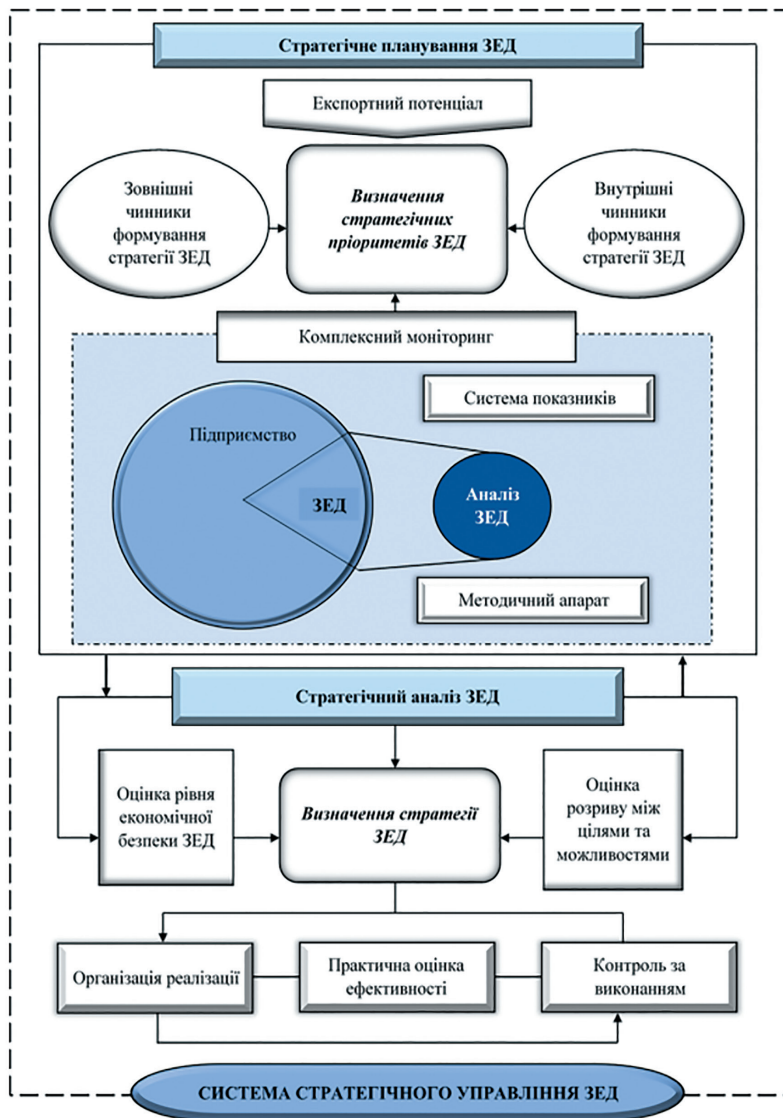 Стратегічне планування ЗЕД
Експортний потенціал
Зовнішні
чинники
формування
стратегії ЗЕД
Визначення
стратегічних
пріоритетів ЗЕД
Внутрішні
чинники
формування
стратегії ЗЕД
Комплексний моніторинг
Система показників
Підприємство
ЗЕД
Аналіз
ЗЕД
Методичний апарат
Стратегічний аналіз ЗЕД
Оцінка рівня
економічної
безпеки ЗЕД
Визначення стратегії
ЗЕД
Оцінка
розриву між
цілями та
можливостями
Організація реалізації
Практична оцінка
ефективності
Контроль за
виконанням
СИСТЕМА СТРАТЕГІЧНОГО УПРАВЛІННЯ ЗЕД